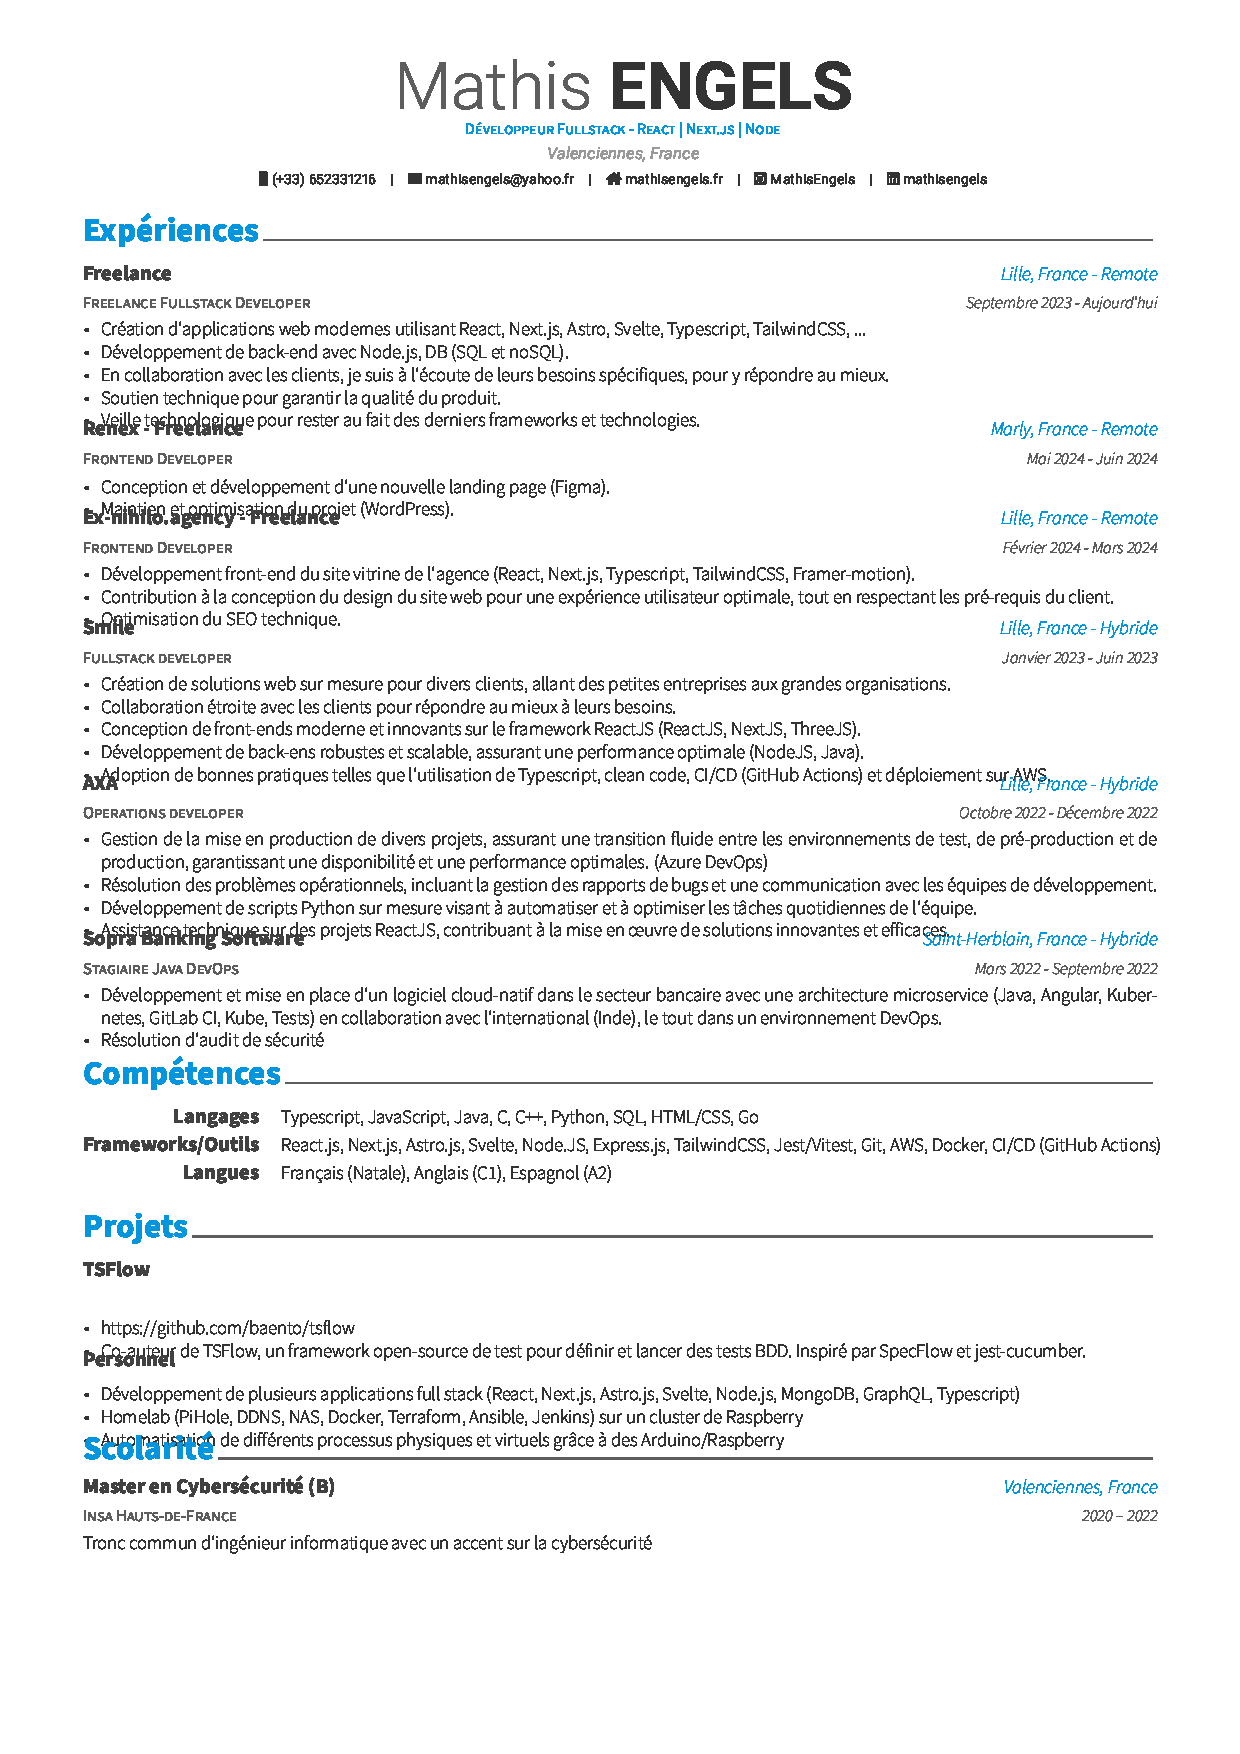 Mathis ENGELS
Développeur Fullstack - React | Next.js | Node
Valenciennes, France
(+33) 652331216 | mathisengels@yahoo.fr | mathisengels.fr | MathisEngels | mathisengels
Expériences
Freelance Lille, France - Remote
Freelance Fullstack Developer Septembre 2023 - Aujourd'hui
• Création d'applications web modernes utilisant React, Next.js, Astro, Svelte, Typescript, TailwindCSS, ...
• Développement de back-end avec Node.js, DB (SQL et noSQL).
• En collaboration avec les clients, je suis à l'écoute de leurs besoins spécifiques, pour y répondre au mieux.
• Soutien technique pour garantir la qualité du produit.
• Veille technologique pour rester au fait des derniers frameworks et technologies.
Renex - Freelance Marly, France - Remote
Frontend Developer Mai 2024 - Juin 2024
• Conception et développement d'une nouvelle landing page (Figma).
• Maintien et optimisation du projet (WordPress).
Ex-nihilo.agency - Freelance Lille, France - Remote
Frontend Developer Février 2024 - Mars 2024
• Développement front-end du site vitrine de l'agence (React, Next.js, Typescript, TailwindCSS, Framer-motion).
• Contribution à la conception du design du site web pour une expérience utilisateur optimale, tout en respectant les pré-requis du client.
• Optimisation du SEO technique.
Smile Lille, France - Hybride
Fullstack developer Janvier 2023 - Juin 2023
• Création de solutions web sur mesure pour divers clients, allant des petites entreprises aux grandes organisations.
• Collaboration étroite avec les clients pour répondre au mieux à leurs besoins.
• Conception de front-ends moderne et innovants sur le framework ReactJS (ReactJS, NextJS, ThreeJS).
• Développement de back-ens robustes et scalable, assurant une performance optimale (NodeJS, Java).
• Adoption de bonnes pratiques telles que l'utilisation de Typescript, clean code, CI/CD (GitHub Actions) et déploiement sur AWS.
AXA Lille, France - Hybride
Operations developer Octobre 2022 - Décembre 2022
• Gestion de la mise en production de divers projets, assurant une transition fluide entre les environnements de test, de pré-production et de
production, garantissant une disponibilité et une performance optimales. (Azure DevOps)
• Résolution des problèmes opérationnels, incluant la gestion des rapports de bugs et une communication avec les équipes de développement.
• Développement de scripts Python sur mesure visant à automatiser et à optimiser les tâches quotidiennes de l'équipe.
• Assistance technique sur des projets ReactJS, contribuant à la mise en œuvre de solutions innovantes et efficaces.
Sopra Banking Software Saint-Herblain, France - Hybride
Stagiaire Java DevOps Mars 2022 - Septembre 2022
• Développement et mise en place d'un logiciel cloud-natif dans le secteur bancaire avec une architecture microservice (Java, Angular, Kuber-
netes, GitLab CI, Kube, Tests) en collaboration avec l'international (Inde), le tout dans un environnement DevOps.
• Résolution d'audit de sécurité
Compétences
Langages Typescript, JavaScript, Java, C, C++, Python, SQL, HTML/CSS, Go
Frameworks/Outils React.js, Next.js, Astro.js, Svelte, Node.JS, Express.js, TailwindCSS, Jest/Vitest, Git, AWS, Docker, CI/CD (GitHub Actions)
Langues Français (Natale), Anglais (C1), Espagnol (A2)
Projets
TSFlow
• https://github.com/baento/tsflow
• Co-auteur de TSFlow, un framework open-source de test pour définir et lancer des tests BDD. Inspiré par SpecFlow et jest-cucumber.
Personnel
• Développement de plusieurs applications full stack (React, Next.js, Astro.js, Svelte, Node.js, MongoDB, GraphQL, Typescript)
• Homelab (PiHole, DDNS, NAS, Docker, Terraform, Ansible, Jenkins) sur un cluster de Raspberry
• Automatisation de différents processus physiques et virtuels grâce à des Arduino/Raspberry
Scolarité
Master en Cybersécurité (B) Valenciennes, France
Insa Hauts-de-France 2020 – 2022
Tronc commun d'ingénieur informatique avec un accent sur la cybersécurité